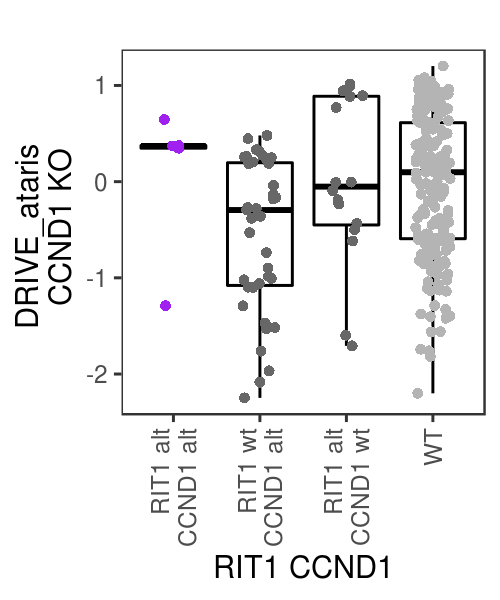 DRIVE_ataris
CCND1 KO
1
0
-1
-2
RIT1 alt
CCND1 alt
RIT1 wt
CCND1 alt
RIT1 alt
CCND1 wt
WT
RIT1 CCND1